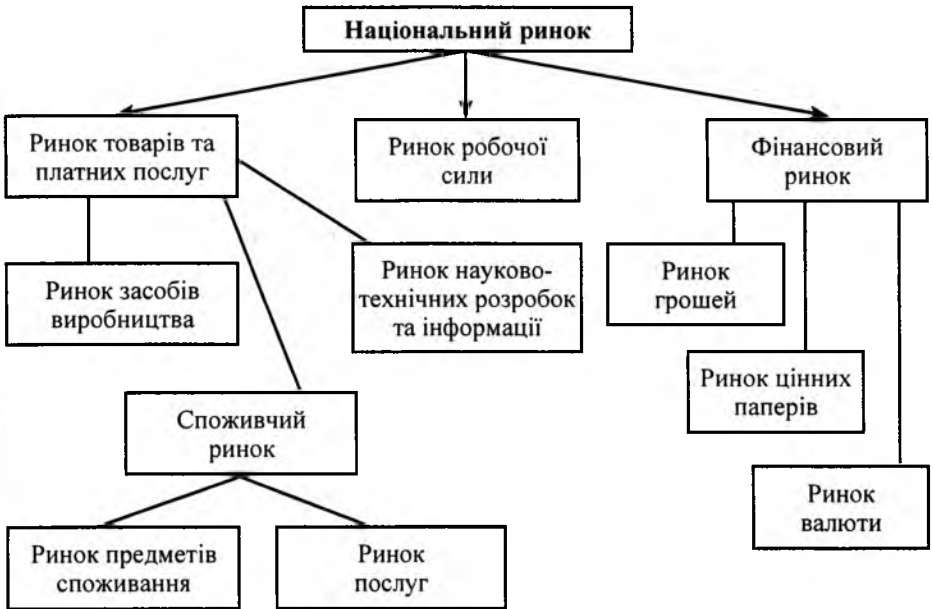 Національний ринок
Ринок товарів та
платних послуг
Ринок робочої
сили
Фінансовий
ринок
Ринок засобів
виробництва
Ринок науково-
технічних розробок
та інформації
Ринок
грошей
Ринок цінних
паперів
Споживчий
ринок
Ринок
валюти
Ринок предметів
споживання
Ринок
послуг